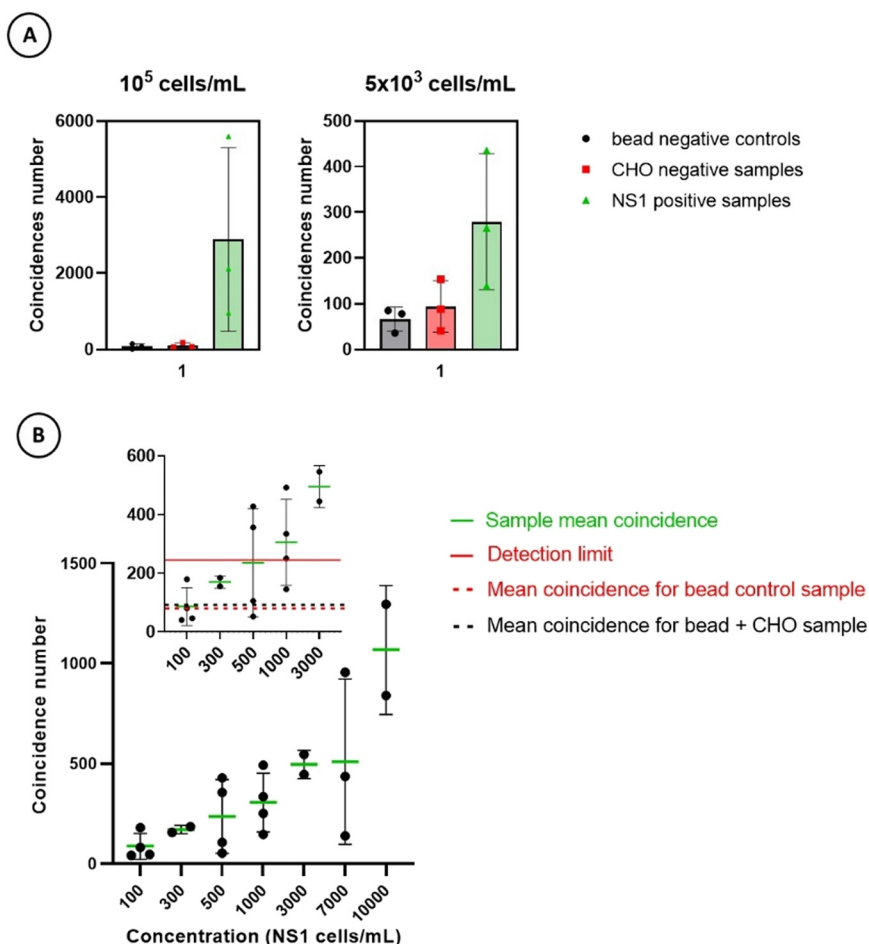 A
10⁵ cells/mL
5x10³ cells/mL
Coincidences number
6000
4000
2000
0
1
Coincidences number
500
400
300
200
100
0
1
bead negative controls
CHO negative samples
NS1 positive samples
B
600
400
200
0
100
300
500
1000
3000
Sample mean coincidence
Detection limit
Mean coincidence for bead control sample
Mean coincidence for bead + CHO sample
Coincidence number
1500
1000
500
0
100
300
500
1000
3000
7000
10000
Concentration (NS1 cells/mL)